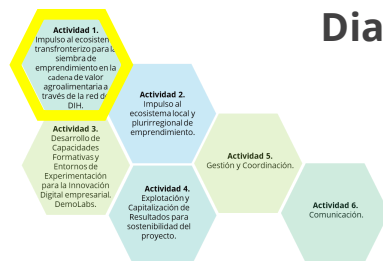 Dia
Actividad 1.
Impulso al ecosistem
transfronterizo para la
siembra de
emprendimiento en la
cadena de valor
agroalimentaria a
través de la red de
DIH.
Actividad 2.
Impulso al
ecosistema local y
plurirregional de
emprendimiento.
Actividad 3.
Desarrollo de
Capacidades
Formativas y
Entornos de
Experimentación
para la Innovación
Digital empresarial.
DemoLabs.
Actividad 4.
Explotación y
Capitalización de
Resultados para
sostenibilidad del
proyecto.
Actividad 5.
Gestión y Coordinación.
Actividad 6.
Comunicación.